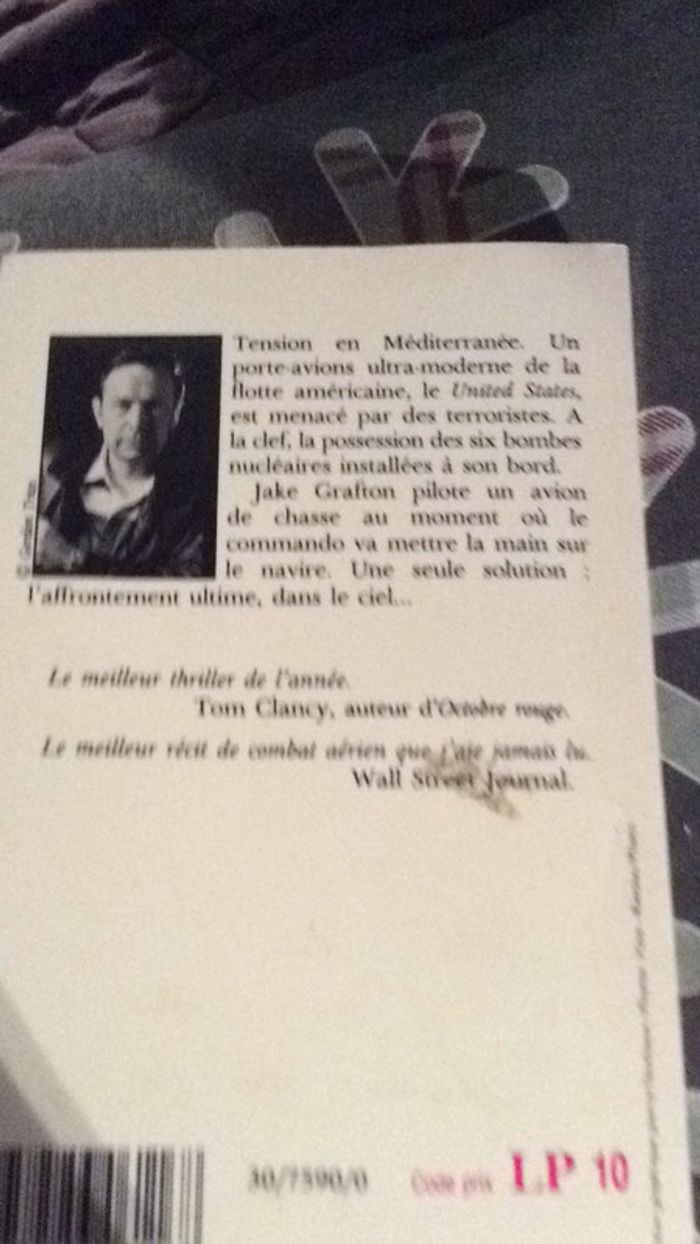 Tension en Méditerranée. Un
porte-avions ultra-moderne de la
flotte américaine, le United States,
est menacé par des terroristes. A
la clef, la possession des six bombes
nucléaires installées à son bord.
Jake Grafton pilote un avion
de chasse au moment où le
commando va mettre la main sur
le navire. Une seule solution :
l'affrontement ultime, dans le ciel...
Le meilleur thriller de l'année.
Tom Clancy, auteur d'Octobre rouge.
Le meilleur récit de combat aérien que j'aie jamais lu.
Wall Street Journal.
30/7390/0
Code prix LP 10